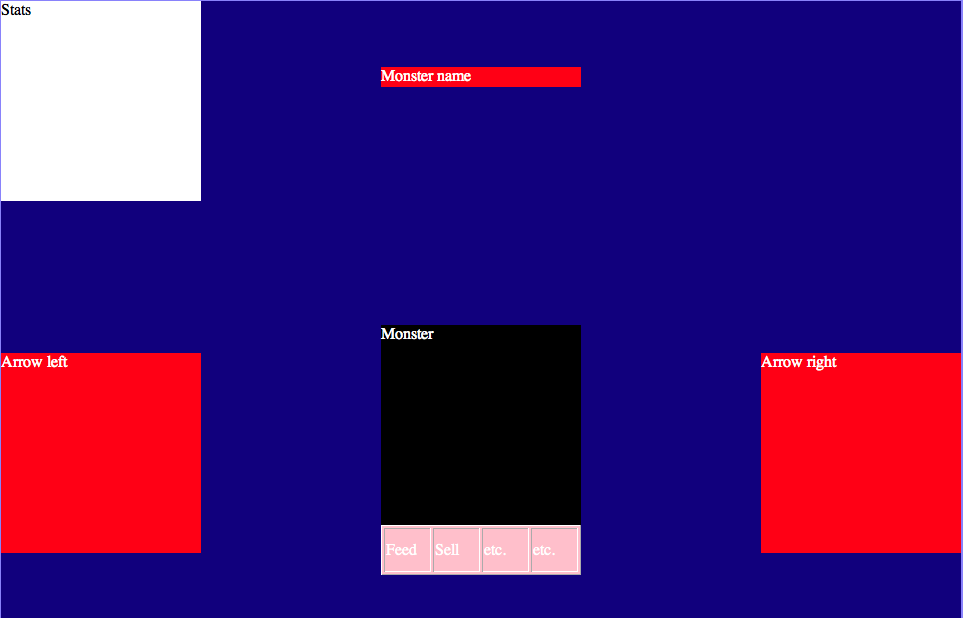 Stats
Monster name
Monster
Arrow left
Arrow right
Feed Sell etc. etc.